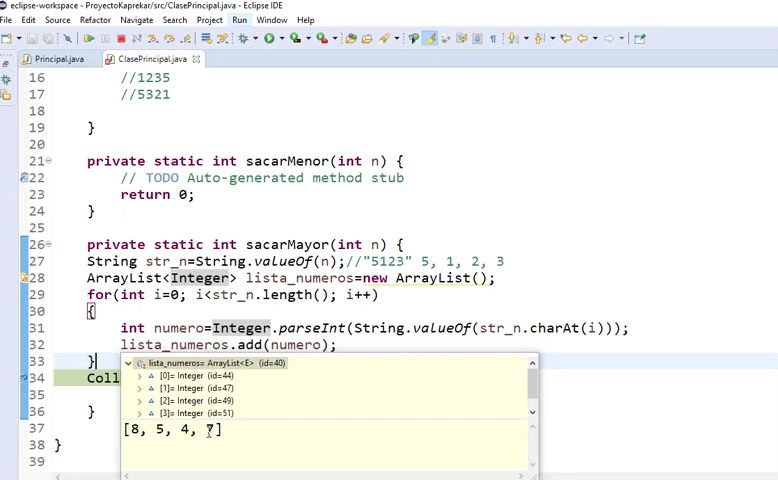 eclipse-workspace - ProyectoKaprekar/src/ClasePrincipal.java - Eclipse IDE
File Edit Source Refactor Navigate Search Project Run Window Help
Principal.java ClasePrincipal.java
16 //1235
17 //5321
18
19 }
20
21 private static int sacarMenor(int n) {
22 // TODO Auto-generated method stub
23 return 0;
24 }
25
26 private static int sacarMayor(int n) {
27 String str_n=String.valueOf(n);//"5123" 5, 1, 2, 3
28 ArrayList<Integer> lista_numeros=new ArrayList();
29 for(int i=0; i<str_n.length(); i++)
30 {
31 int numero=Integer.parseInt(String.valueOf(str_n.charAt(i)));
32 lista_numeros.add(numero);
33 }
lista_numeros= ArrayList<E> (id=40)
34 Coll
[0]= Integer (id=44)
[1]= Integer (id=47)
35
[2]= Integer (id=49)
36 }
[3]= Integer (id=51)
37
[8, 5, 4, 7]
38 }
39